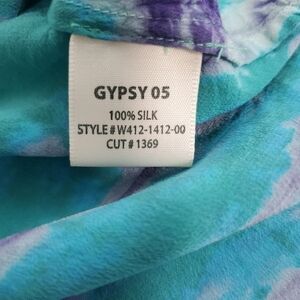 GYPSY 05
100% SILK
STYLE # W412-1412-00
CUT # 1369